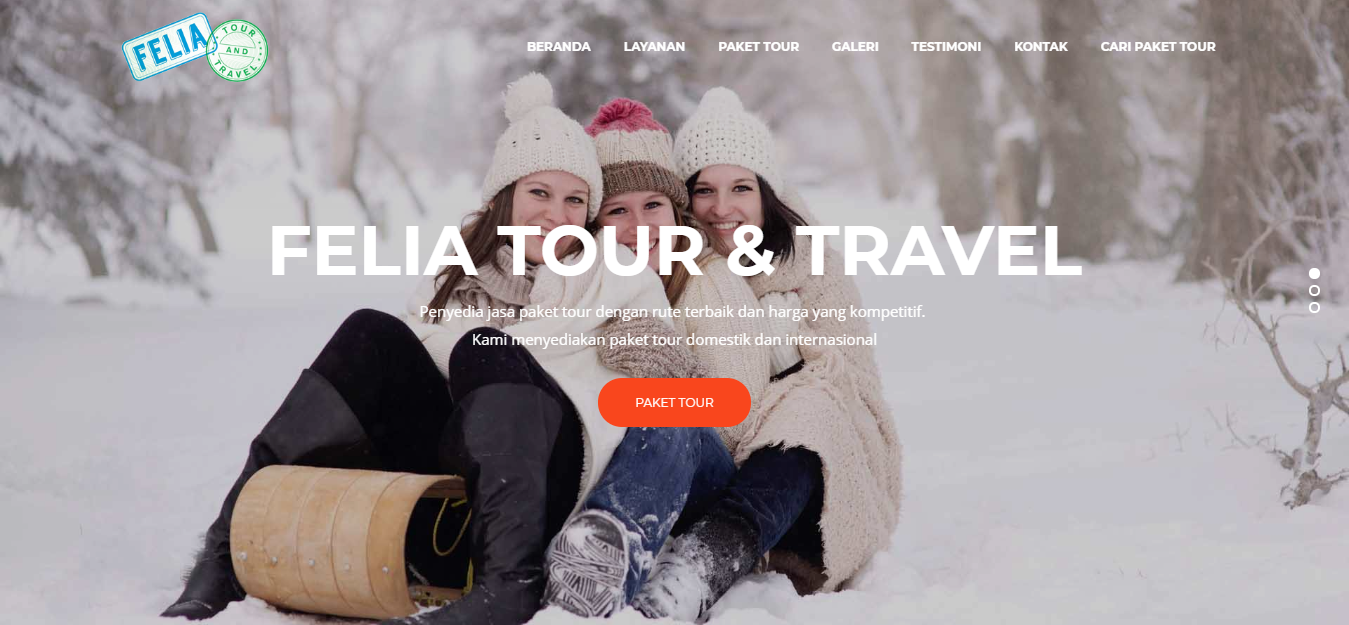 FELIA
TOUR
AND
TRAVEL
BERANDA LAYANAN PAKET TOUR GALERI TESTIMONI KONTAK CARI PAKET TOUR
FELIA TOUR & TRAVEL
Penyedia jasa paket tour dengan rute terbaik dan harga yang kompetitif.
Kami menyediakan paket tour domestik dan internasional
PAKET TOUR